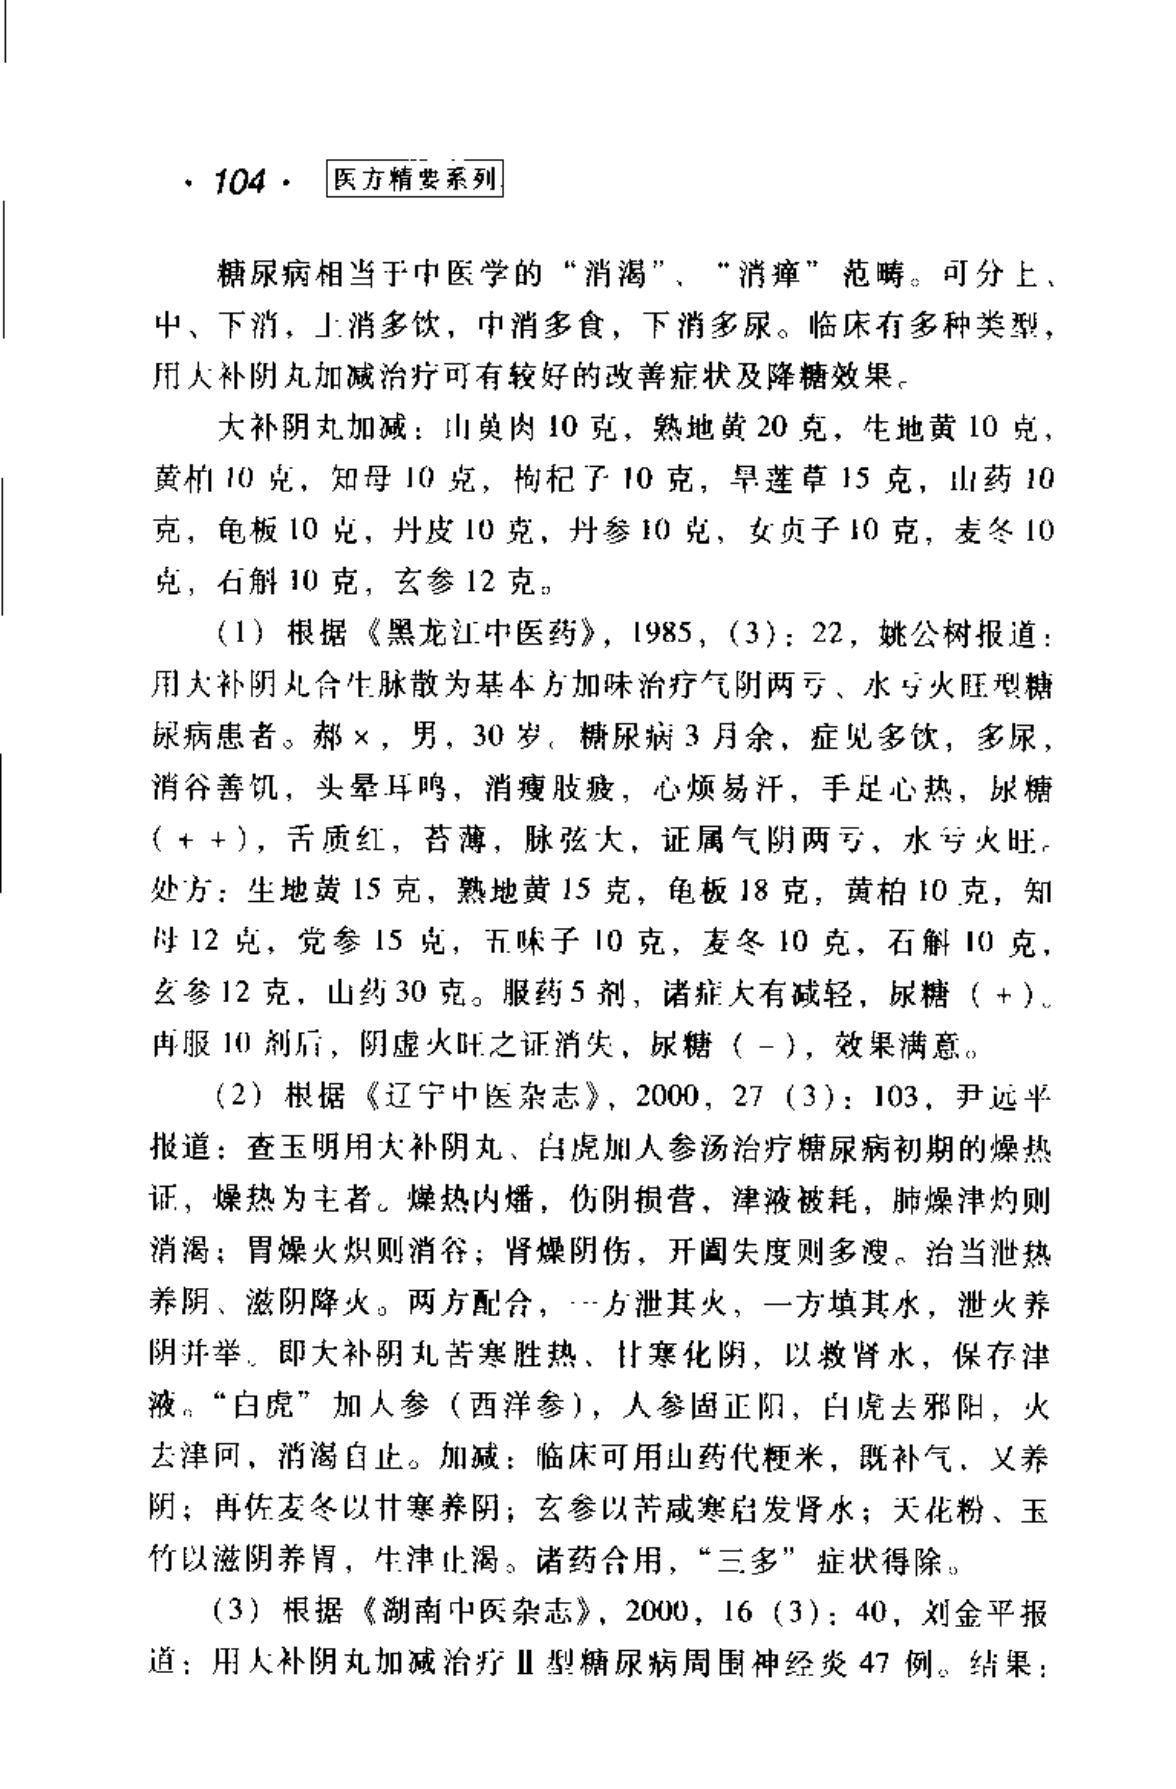 · 104 · 医方精要系列
糖尿病相当于中医学的“消渴”、“消瘅”范畴。可分上、
中、下消，上消多饮，中消多食，下消多尿。临床有多种类型，
用大补阴丸加减治疗可有较好的改善症状及降糖效果。
大补阴丸加减：山萸肉 10 克，熟地黄 20 克，生地黄 10 克，
黄柏 10 克，知母 10 克，枸杞子 10 克，旱莲草 15 克，山药 10
克，龟板 10 克，丹皮 10 克，丹参 10 克，女贞子 10 克，麦冬 10
克，石斛 10 克，玄参 12 克。
（1）根据《黑龙江中医药》，1985，（3）：22，姚公树报道：
用大补阴丸合生脉散为基本方加味治疗气阴两亏、水亏火旺型糖
尿病患者。郝×，男，30 岁。糖尿病 3 月余，症见多饮，多尿，
消谷善饥，头晕耳鸣，消瘦肢疲，心烦易汗，手足心热，尿糖
（＋＋），舌质红，苔薄，脉弦大，证属气阴两亏，水亏火旺。
处方：生地黄 15 克，熟地黄 15 克，龟板 18 克，黄柏 10 克，知
母 12 克，党参 15 克，五味子 10 克，麦冬 10 克，石斛 10 克，
玄参 12 克，山药 30 克。服药 5 剂，诸症大有减轻，尿糖（＋）。
再服 10 剂后，阴虚火旺之证消失，尿糖（－），效果满意。
（2）根据《辽宁中医杂志》，2000，27（3）：103，尹远平
报道：查玉明用大补阴丸、白虎加人参汤治疗糖尿病初期的燥热
证，燥热为主者。燥热内燔，伤阴损营，津液被耗，肺燥津灼则
消渴；胃燥火炽则消谷；肾燥阴伤，开阖失度则多溲。治当泄热
养阴、滋阴降火。两方配合，一方泄其火，一方填其水，泄火养
阴并举。即大补阴丸苦寒胜热、甘寒化阴，以救肾水，保存津
液。“白虎”加人参（西洋参），人参固正阳，白虎去邪阳，火
去津回，消渴自止。加减：临床可用山药代粳米，既补气，又养
阴；再佐麦冬以甘寒养阴；玄参以苦咸寒启发肾水；天花粉、玉
竹以滋阴养胃，生津止渴。诸药合用，“三多”症状得除。
（3）根据《湖南中医杂志》，2000，16（3）：40，刘金平报
道：用大补阴丸加减治疗Ⅱ型糖尿病周围神经炎 47 例。结果：